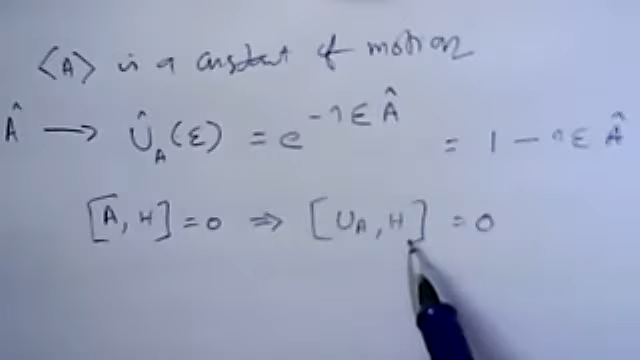 ⟨A⟩ is a constant of motion
Â → Û_A(ε) = e^{-iεÂ} = 1 - iεÂ
[A, H] = 0 ⇒ [U_A, H] = 0